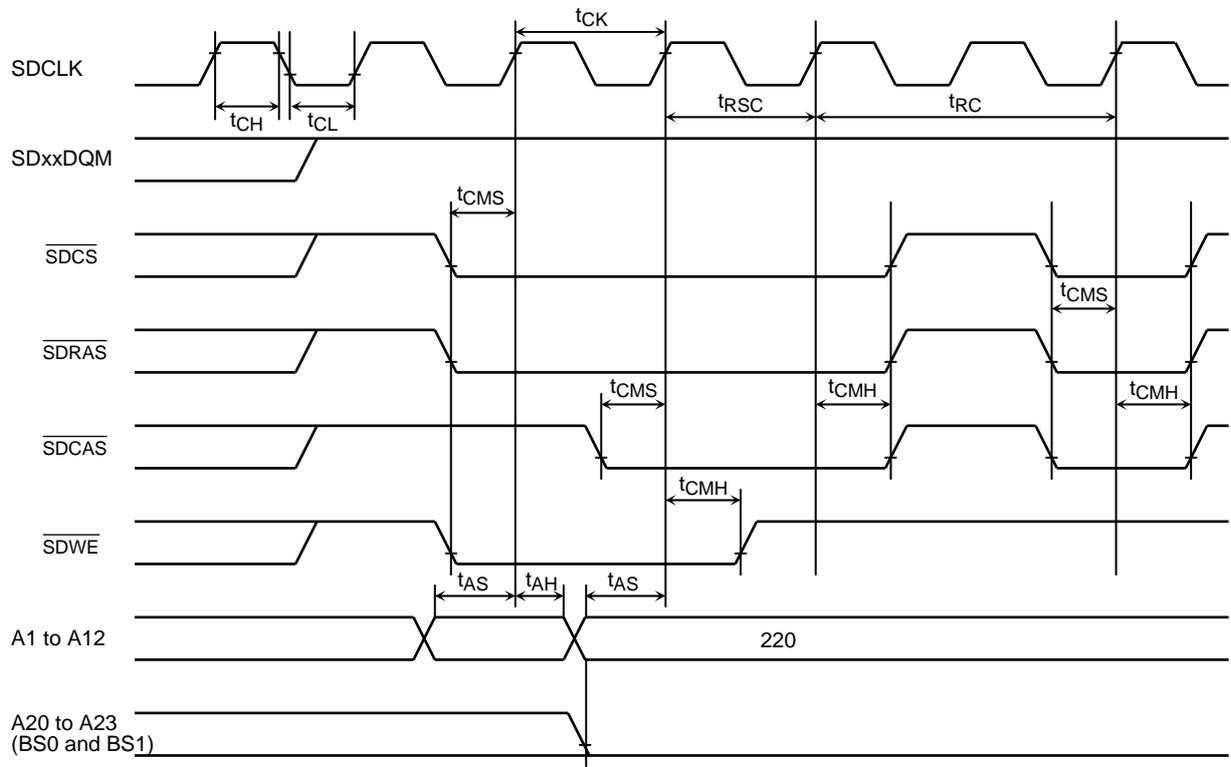 tCK
SDCLK
tCH
tCL
tRSC
tRC
SDxxDQM
tCMS
SDCS
tCMS
SDRAS
tCMS
tCMH
tCMH
SDCAS
tCMH
SDWE
tAS
tAH
tAS
A1 to A12
220
A20 to A23
(BS0 and BS1)